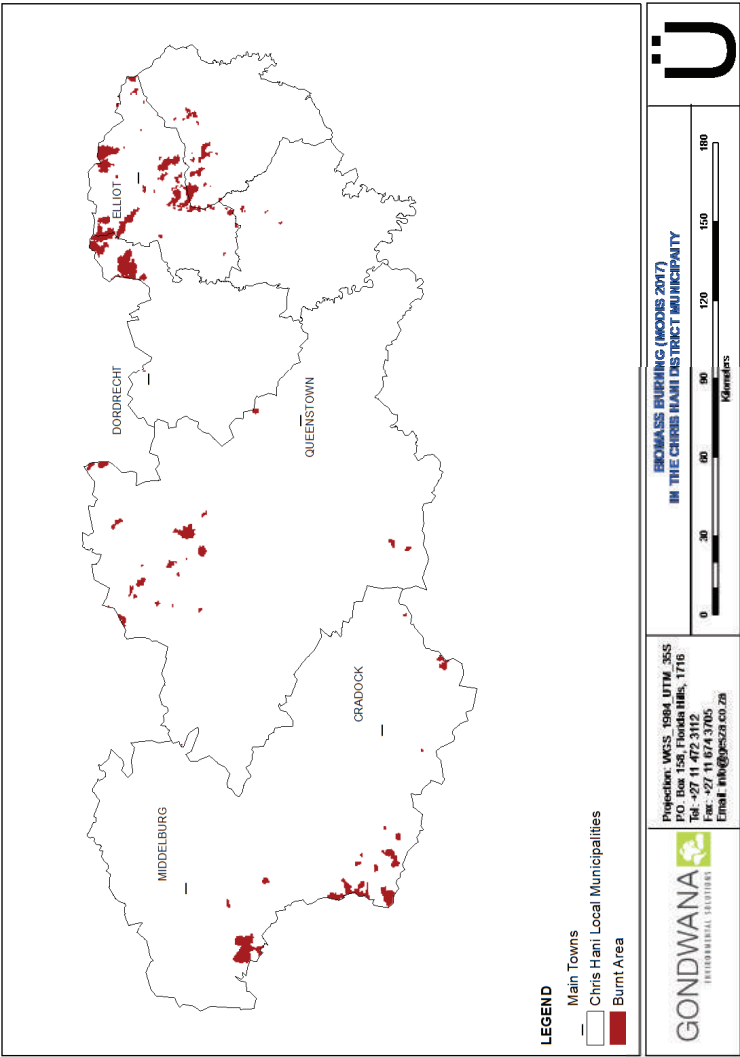 ELLIOT
DORDRECHT
QUEENSTOWN
MIDDELBURG
CRADOCK
LEGEND
Main Towns
Chris Hani Local Municipalities
Burnt Area
GONDWANA
ENVIRONMENTAL SOLUTIONS
Projection: WGS_1984_UTM_35S
P.O. Box 158, Florida Hills, 1716
Tel: +27 11 472 3112
Fax: +27 11 674 3705
Email: info@gesza.co.za
BIOMASS BURNING (MODIS 2017)
IN THE CHRIS HANI DISTRICT MUNICIPAITY
0 30 60 90 120 150 180
Kilometers
Ü